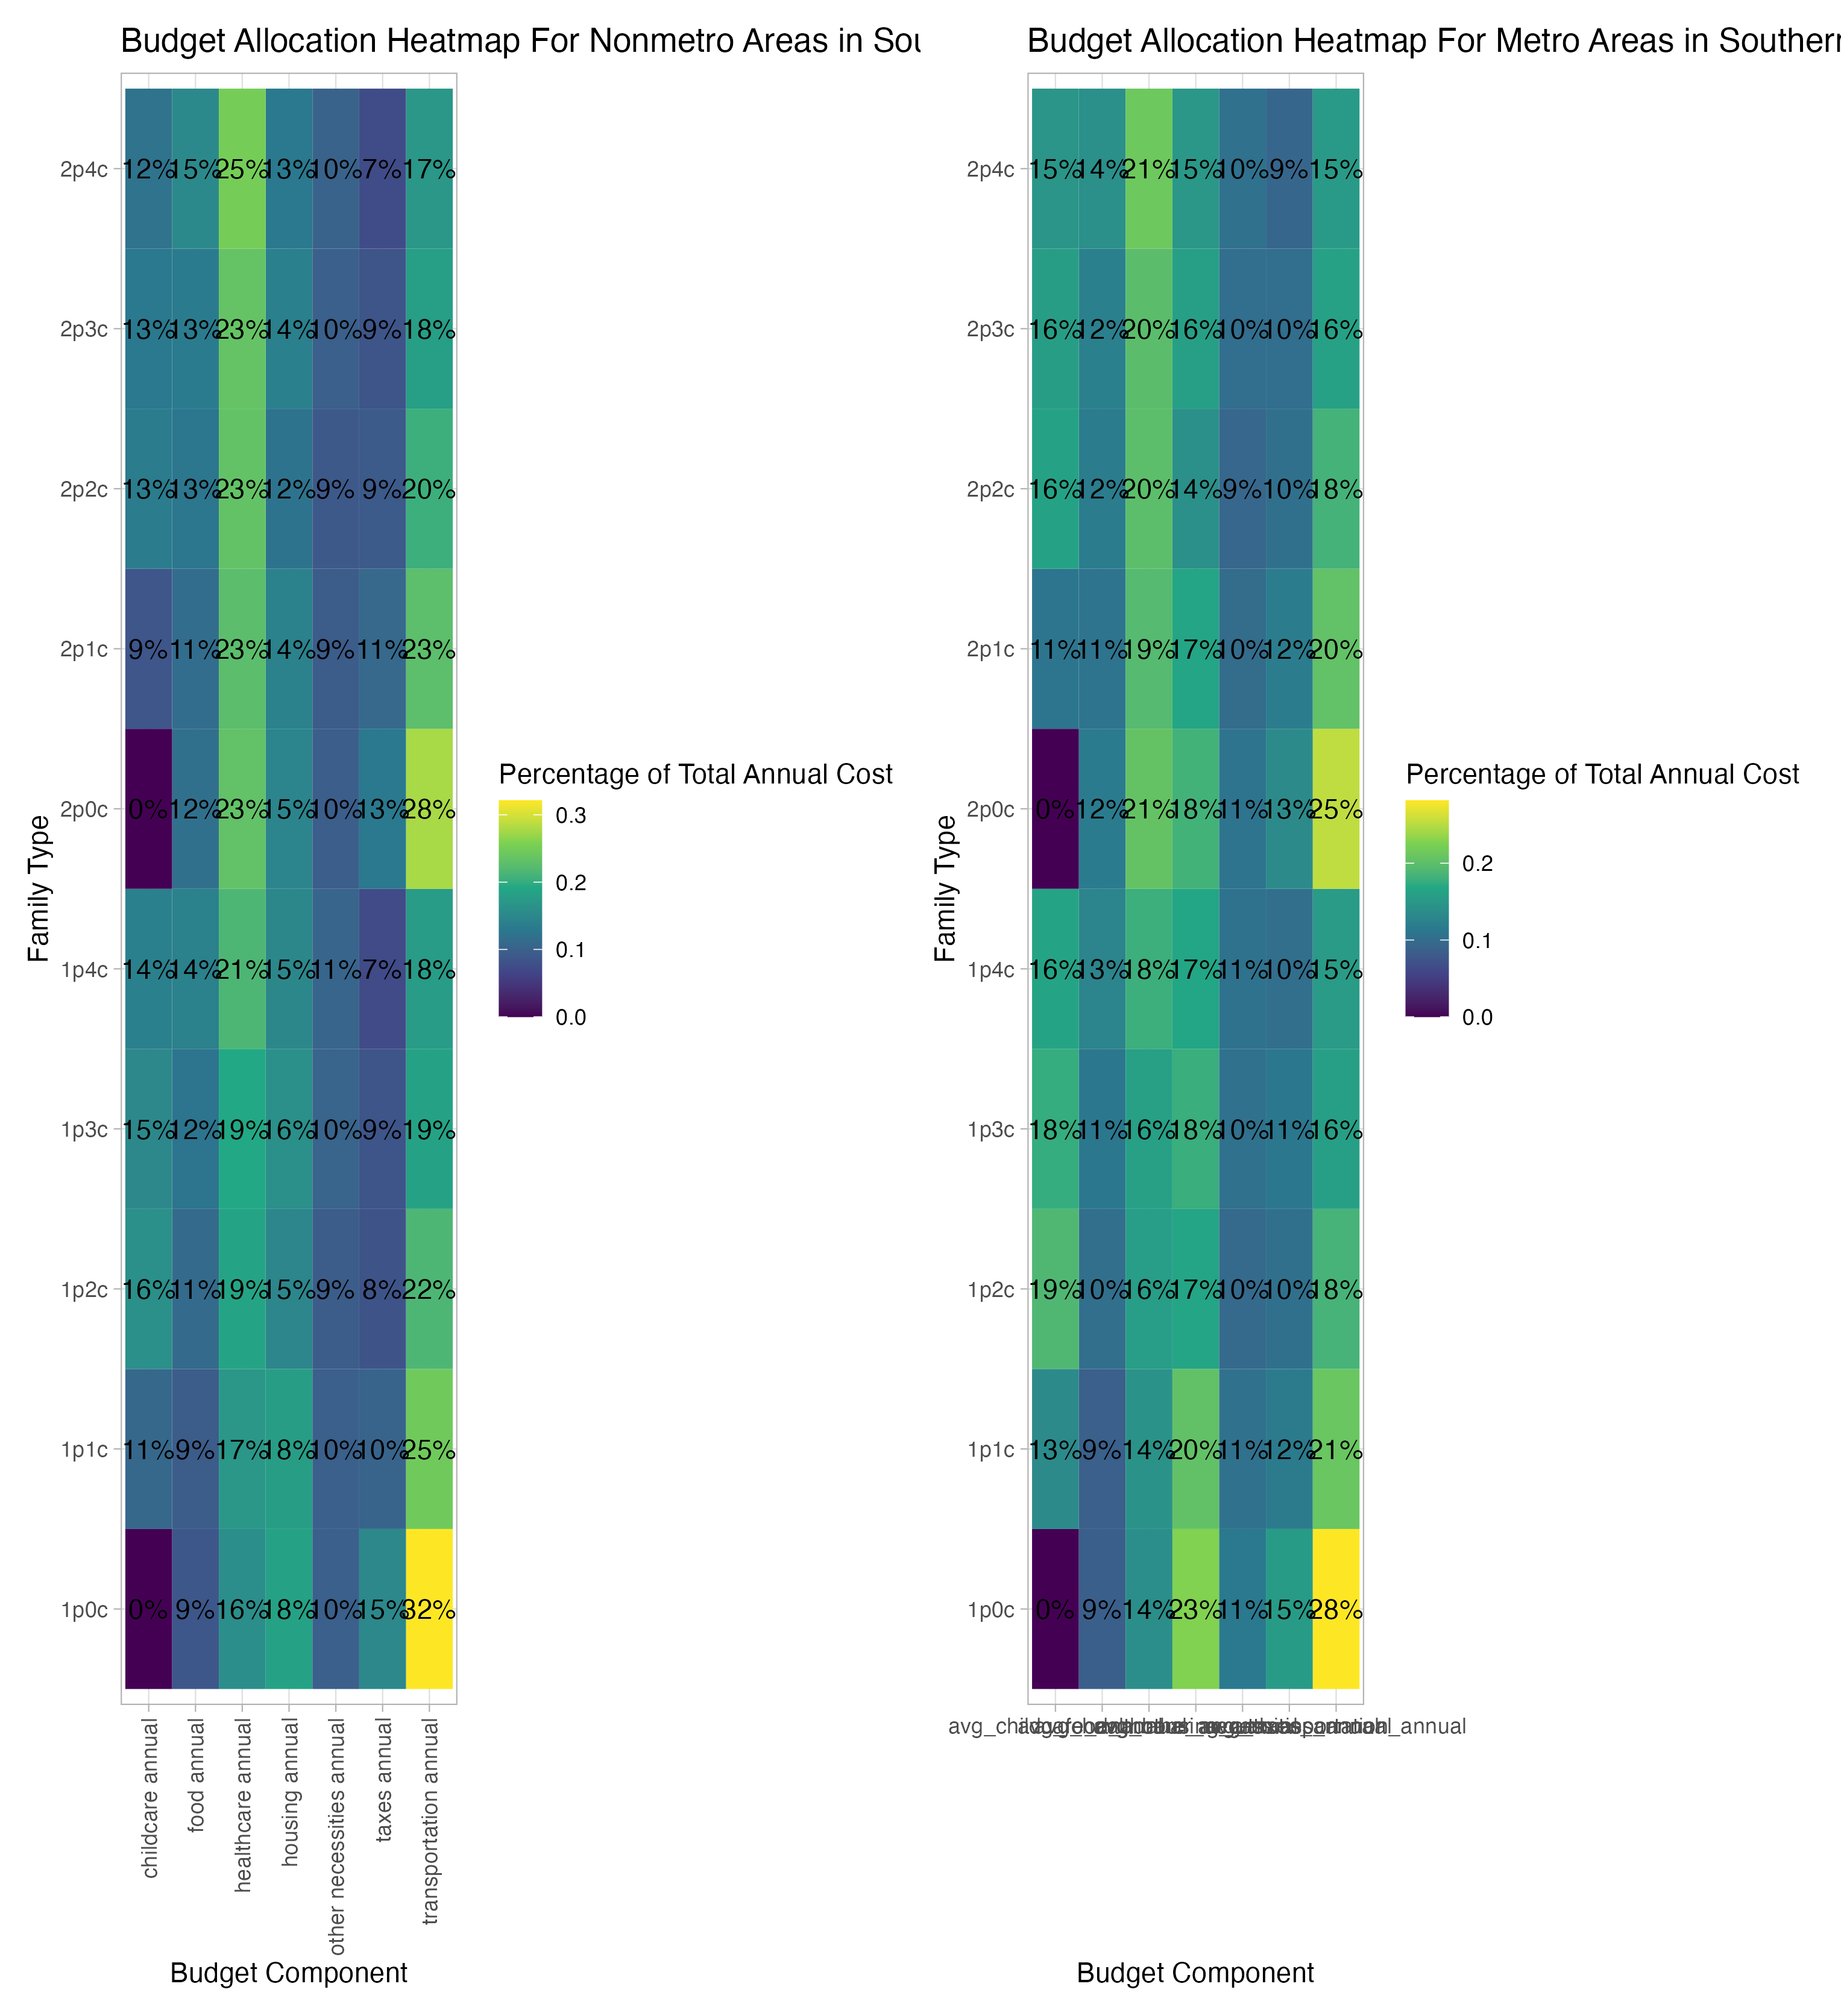 Budget Allocation Heatmap For Nonmetro Areas in Sou
2p4c 12% 15% 25% 13% 10% 7% 17%
2p3c 13% 13% 23% 14% 10% 9% 18%
2p2c 13% 13% 23% 12% 9% 9% 20%
2p1c 9% 11% 23% 14% 9% 11% 23%
2p0c 0% 12% 23% 15% 10% 13% 28%
1p4c 14% 14% 21% 15% 11% 7% 18%
1p3c 15% 12% 19% 16% 10% 9% 19%
1p2c 16% 11% 19% 15% 9% 8% 22%
1p1c 11% 9% 17% 18% 10% 10% 25%
1p0c 0% 9% 16% 18% 10% 15% 32%
Family Type
childcare annual
food annual
healthcare annual
housing annual
other necessities annual
taxes annual
transportation annual
Budget Component
Percentage of Total Annual Cost
0.3
0.2
0.1
0.0
Budget Allocation Heatmap For Metro Areas in Southern
2p4c 15% 14% 21% 15% 10% 9% 15%
2p3c 16% 12% 20% 16% 10% 10% 16%
2p2c 16% 12% 20% 14% 9% 10% 18%
2p1c 11% 11% 19% 17% 10% 12% 20%
2p0c 0% 12% 21% 18% 11% 13% 25%
1p4c 16% 13% 18% 17% 11% 10% 15%
1p3c 18% 11% 16% 18% 10% 11% 16%
1p2c 19% 10% 16% 17% 10% 10% 18%
1p1c 13% 9% 14% 20% 11% 12% 21%
1p0c 0% 9% 14% 23% 11% 15% 28%
Family Type
Budget Component
Percentage of Total Annual Cost
0.2
0.1
0.0